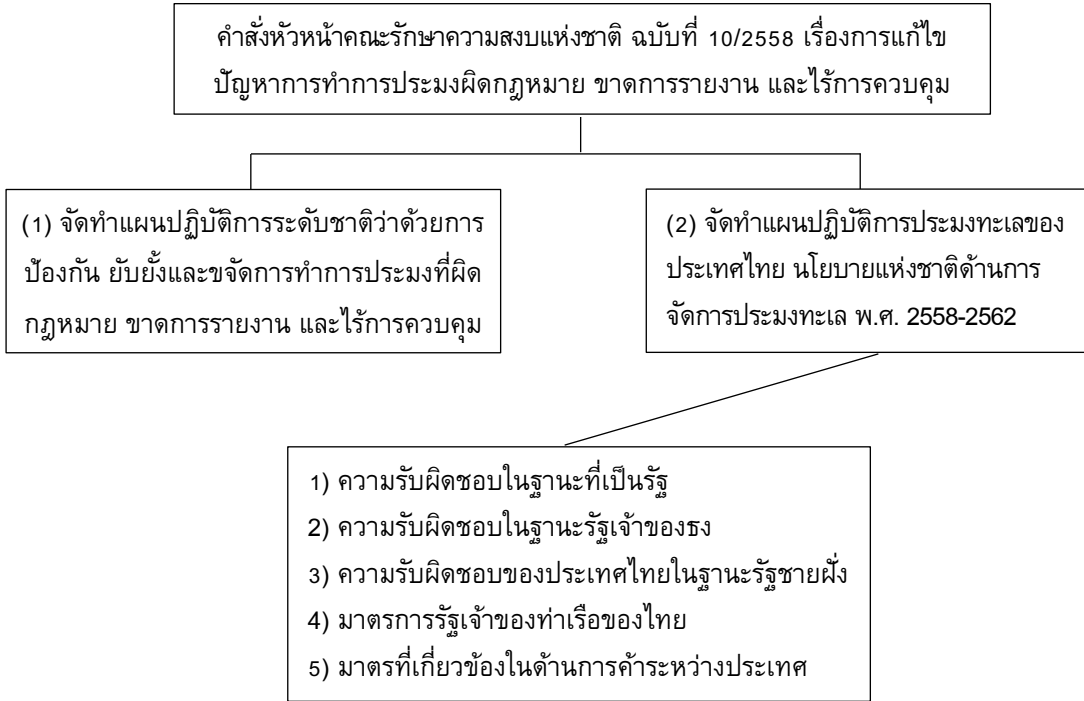 คำสั่งหัวหน้าคณะรักษาความสงบแห่งชาติ ฉบับที่ 10/2558 เรื่องการแก้ไข
ปัญหาการทำการประมงผิดกฎหมาย ขาดการรายงาน และไร้การควบคุม
(1) จัดทำแผนปฏิบัติการระดับชาติว่าด้วยการ
ป้องกัน ยับยั้งและขจัดการทำการประมงที่ผิด
กฎหมาย ขาดการรายงาน และไร้การควบคุม
(2) จัดทำแผนปฏิบัติการประมงทะเลของ
ประเทศไทย นโยบายแห่งชาติด้านการ
จัดการประมงทะเล พ.ศ. 2558-2562
1) ความรับผิดชอบในฐานะที่เป็นรัฐ
2) ความรับผิดชอบในฐานะรัฐเจ้าของธง
3) ความรับผิดชอบของประเทศไทยในฐานะรัฐชายฝั่ง
4) มาตรการรัฐเจ้าของท่าเรือของไทย
5) มาตรที่เกี่ยวข้องในด้านการค้าระหว่างประเทศ